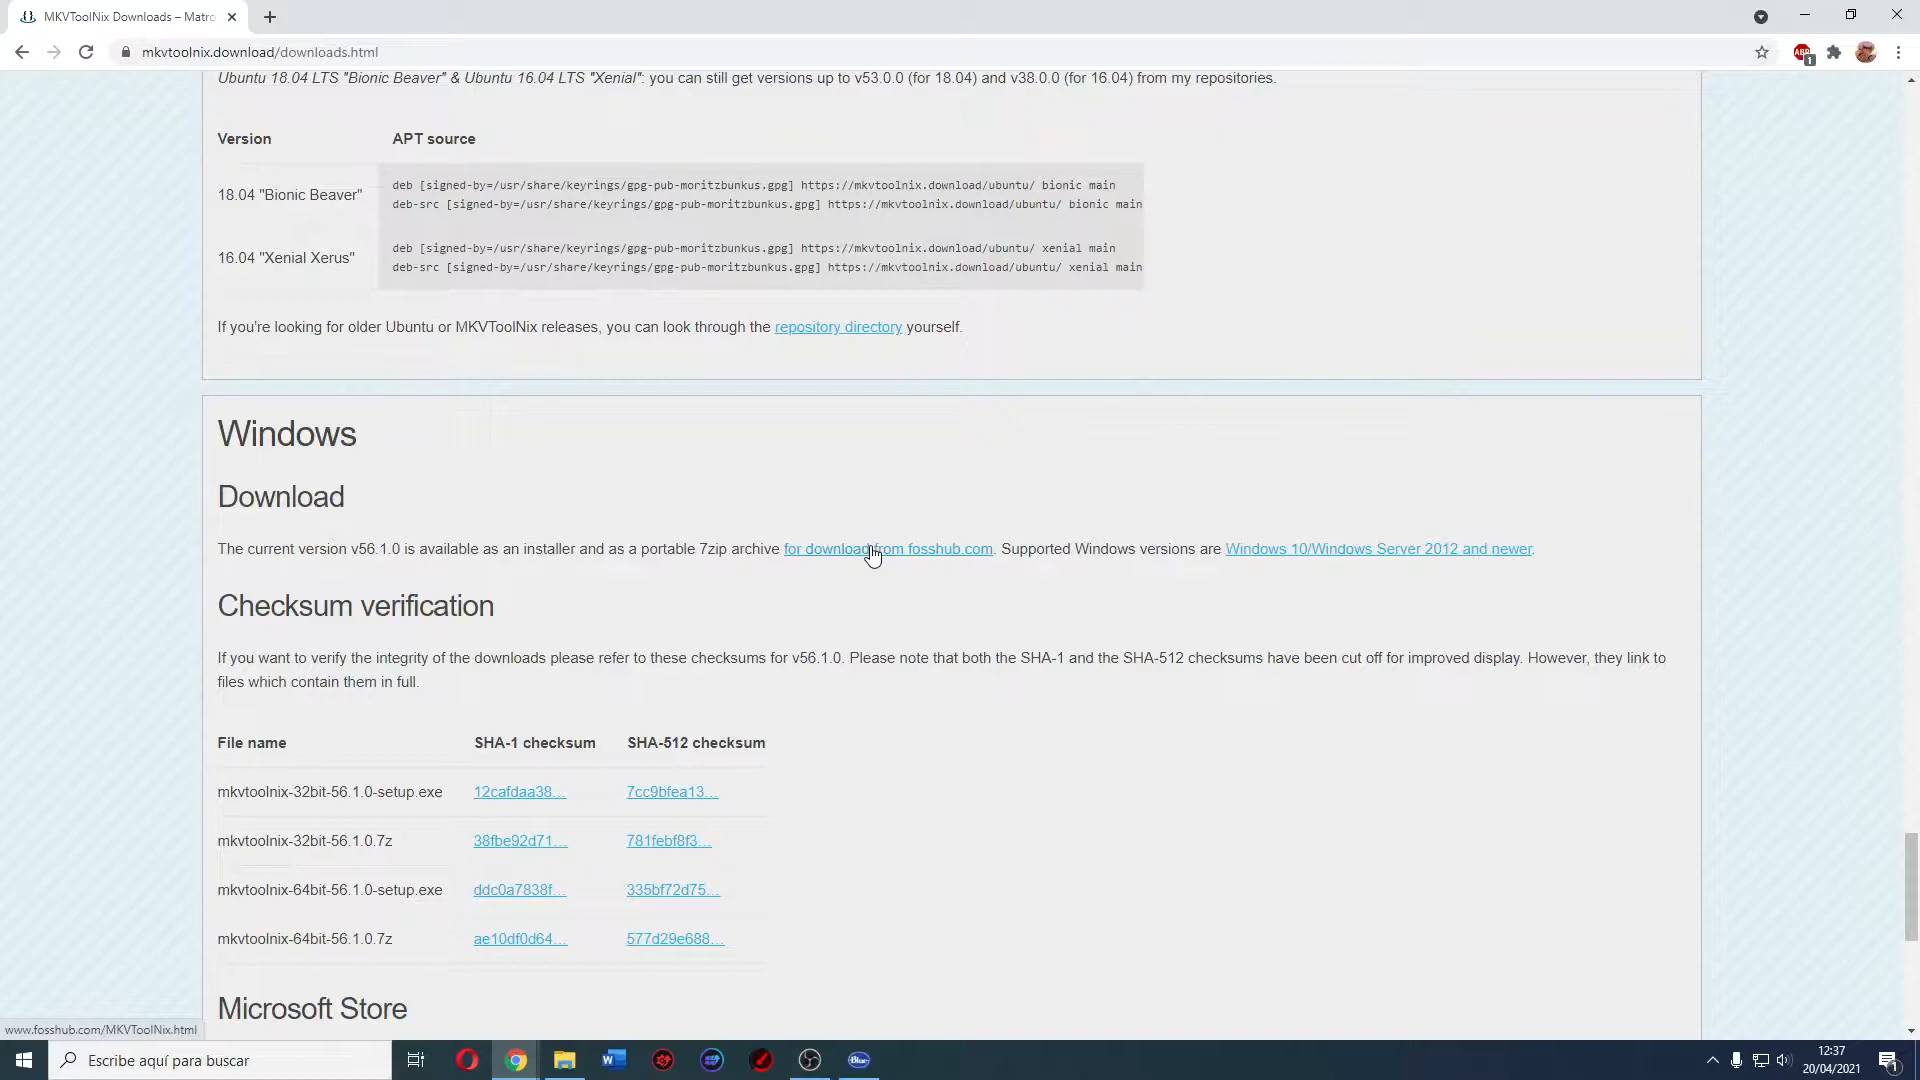 MKVToolNix Downloads – Matro
mkvtoolnix.download/downloads.html
ABP
1
Ubuntu 18.04 LTS "Bionic Beaver" & Ubuntu 16.04 LTS "Xenial": you can still get versions up to v53.0.0 (for 18.04) and v38.0.0 (for 16.04) from my repositories.
Version APT source
18.04 "Bionic Beaver"
deb [signed-by=/usr/share/keyrings/gpg-pub-moritzbunkus.gpg] https://mkvtoolnix.download/ubuntu/ bionic main
deb-src [signed-by=/usr/share/keyrings/gpg-pub-moritzbunkus.gpg] https://mkvtoolnix.download/ubuntu/ bionic main
16.04 "Xenial Xerus"
deb [signed-by=/usr/share/keyrings/gpg-pub-moritzbunkus.gpg] https://mkvtoolnix.download/ubuntu/ xenial main
deb-src [signed-by=/usr/share/keyrings/gpg-pub-moritzbunkus.gpg] https://mkvtoolnix.download/ubuntu/ xenial main
If you're looking for older Ubuntu or MKVToolNix releases, you can look through the repository directory yourself.
Windows
Download
The current version v56.1.0 is available as an installer and as a portable 7zip archive for download from fosshub.com. Supported Windows versions are Windows 10/Windows Server 2012 and newer.
Checksum verification
If you want to verify the integrity of the downloads please refer to these checksums for v56.1.0. Please note that both the SHA-1 and the SHA-512 checksums have been cut off for improved display. However, they link to
files which contain them in full.
File name SHA-1 checksum SHA-512 checksum
mkvtoolnix-32bit-56.1.0-setup.exe 12cafdaa38… 7cc9bfea13…
mkvtoolnix-32bit-56.1.0.7z 38fbe92d71… 781febf8f3…
mkvtoolnix-64bit-56.1.0-setup.exe ddc0a7838f… 335bf72d75…
mkvtoolnix-64bit-56.1.0.7z ae10df0d64… 577d29e688…
Microsoft Store
www.fosshub.com/MKVToolNix.html
Escribe aquí para buscar
W
Blue
12:37
20/04/2021
1